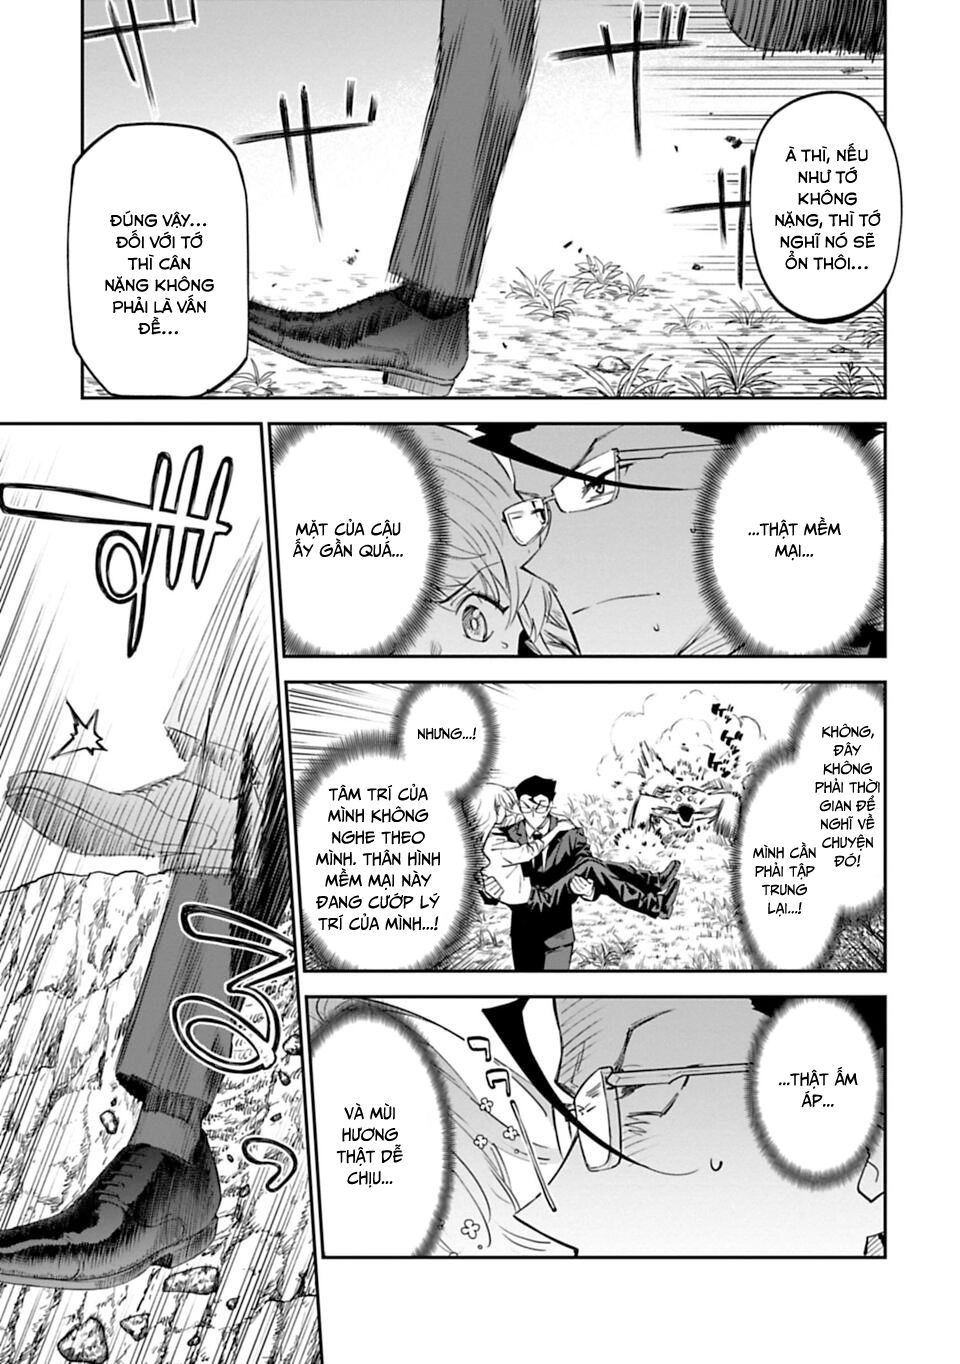 À THÌ, NẾU
NHƯ TỚ
KHÔNG
NẶNG, THÌ TỚ
NGHĨ NÓ SẼ
ỔN THÔI...
ĐÚNG VẬY...
ĐỐI VỚI TỚ
THÌ CÂN
NẶNG KHÔNG
PHẢI LÀ VẤN
ĐỀ...
...THẬT MỀM
MẠI...
MẶT CỦA CẬU
ẤY GẦN QUÁ...
KHÔNG,
ĐÂY
KHÔNG
PHẢI THỜI
GIAN ĐỂ
NGHĨ VỀ
CHUYỆN
ĐÓ!
MÌNH CẦN
PHẢI TẬP
TRUNG
LẠI...!
NHƯNG...!
TÂM TRÍ CỦA
MÌNH KHÔNG
NGHE THEO
MÌNH. THÂN HÌNH
MỀM MẠI NÀY
ĐANG CƯỚP LÝ
TRÍ CỦA MÌNH...!
...THẬT ẤM
ÁP...
VÀ MÙI
HƯƠNG
THẬT DỄ
CHỊU...